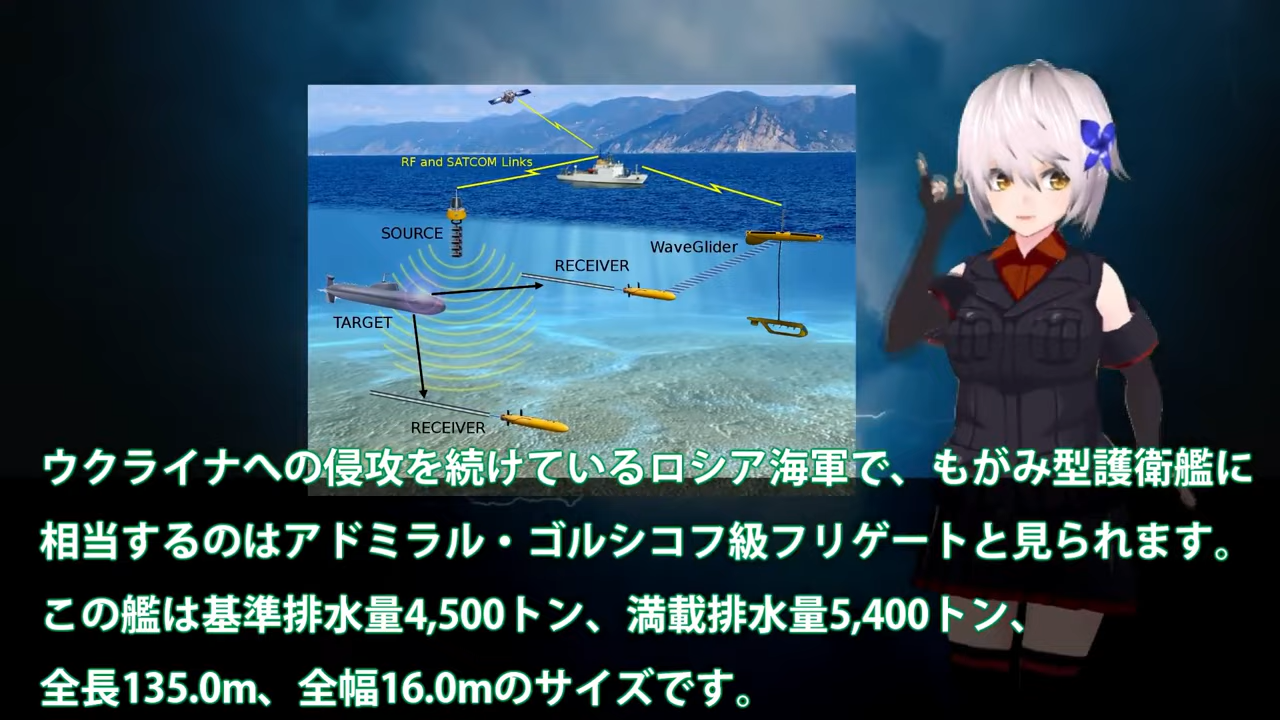 RF and SATCOM Links
SOURCE
WaveGlider
RECEIVER
TARGET
RECEIVER
ウクライナへの侵攻を続けているロシア海軍で、もがみ型護衛艦に
相当するのはアドミラル・ゴルシコフ級フリゲートと見られます。
この艦は基準排水量4,500トン、満載排水量5,400トン、
全長135.0m、全幅16.0mのサイズです。